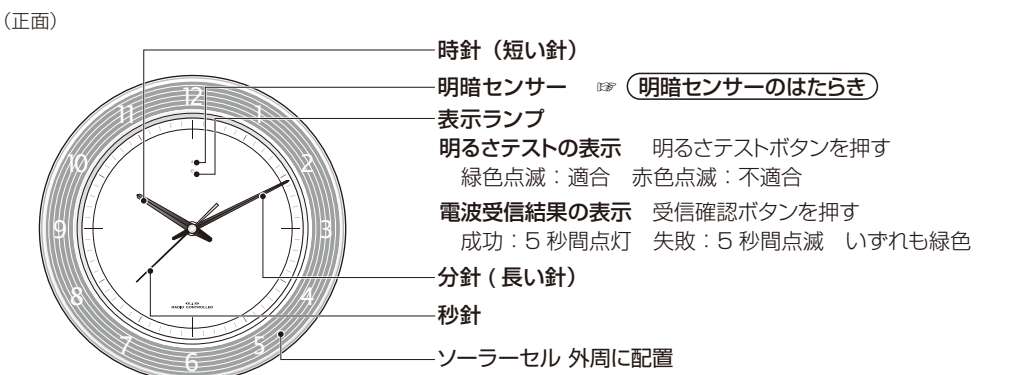 （正面）
時針（短い針）
明暗センサー ☞ 明暗センサーのはたらき
表示ランプ
明るさテストの表示 明るさテストボタンを押す
緑色点滅：適合 赤色点滅：不適合
電波受信結果の表示 受信確認ボタンを押す
成功：5 秒間点灯 失敗：5 秒間点滅 いずれも緑色
分針 ( 長い針）
秒針
ソーラーセル 外周に配置
12
1
2
3
4
5
6
7
8
9
10
11
RADIO CONTROLLED